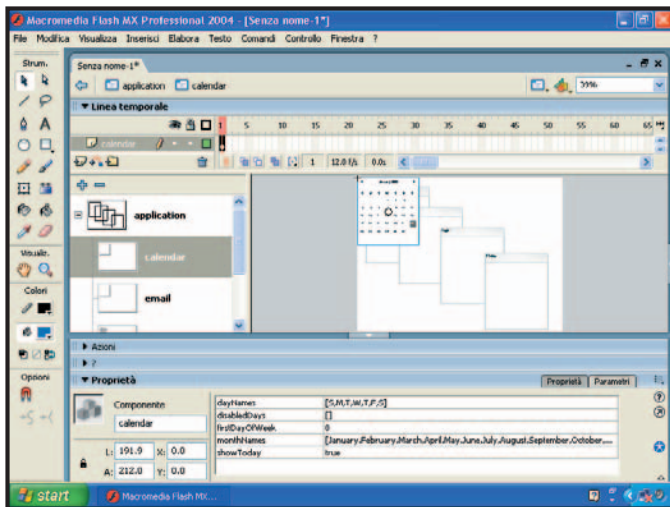 Macromedia Flash MX Professional 2004 - [Senza nome-1*]
File Modifica Visualizza Inserisci Elabora Testo Comandi Controllo Finestra ?
Strum.
Senza nome-1*
application calendar 39%
Linea temporale
1 5 10 15 20 25 30 35 40 45 50 55 60 65
calendar
1 12.0 f/s 0.0s
application
calendar
email
Visualiz.
Colori
Opzioni
Azioni
?
Proprietà Proprietà Parametri
Componente
calendar
L: 191.9 X: 0.0
A: 212.0 Y: 0.0
dayNames [S,M,T,W,T,F,S]
disabledDays []
firstDayOfWeek 0
monthNames [January,February,March,April,May,June,July,August,September,October,...
showToday true
start Macromedia Flash MX...